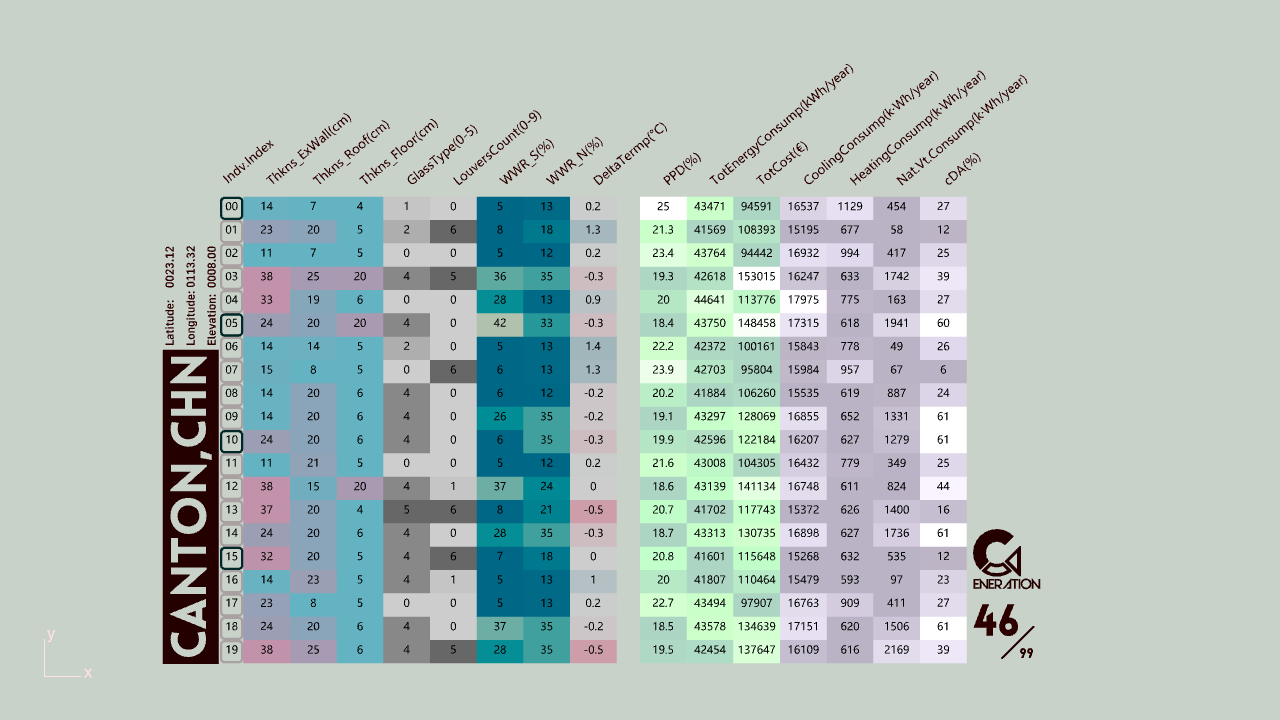 Indv.Index Thkns_ExWall(cm) Thkns_Roof(cm) Thkns_Floor(cm) GlassType(0-5) LouversCount(0-9) WWR_S(%) WWR_N(%) DeltaTermp(°C) PPD(%) TotEnergyConsump(kWh/year) TotCost(€) CoolingConsump(k·Wh/year) HeatingConsump(k·Wh/year) Nat.Vt.Consump(k·Wh/year) cDA(%)
00 14 7 4 1 0 5 13 0.2 25 43471 94591 16537 1129 454 27
01 23 20 5 2 6 8 18 1.3 21.3 41569 108393 15195 677 58 12
02 11 7 5 0 0 5 12 0.2 23.4 43764 94442 16932 994 417 25
03 38 25 20 4 5 36 35 -0.3 19.3 42618 153015 16247 633 1742 39
04 33 19 6 0 0 28 13 0.9 20 44641 113776 17975 775 163 27
05 24 20 20 4 0 42 33 -0.3 18.4 43750 148458 17315 618 1941 60
06 14 14 5 2 0 5 13 1.4 22.2 42372 100161 15843 778 49 26
07 15 8 5 0 6 6 13 1.3 23.9 42703 95804 15984 957 67 6
08 14 20 6 4 0 6 12 -0.2 20.2 41884 106260 15535 619 887 24
09 14 20 6 4 0 26 35 -0.2 19.1 43297 128069 16855 652 1331 61
10 24 20 6 4 0 6 35 -0.3 19.9 42596 122184 16207 627 1279 61
11 11 21 5 0 0 5 12 0.2 21.6 43008 104305 16432 779 349 25
12 38 15 20 4 1 37 24 0 18.6 43139 141134 16748 611 824 44
13 37 20 4 5 6 8 21 -0.5 20.7 41702 117743 15372 626 1400 16
14 24 20 6 4 0 28 35 -0.3 18.7 43313 130735 16898 627 1736 61
15 32 20 5 4 6 7 18 0 20.8 41601 115648 15268 632 535 12
16 14 23 5 4 1 5 13 1 20 41807 110464 15479 593 97 23
17 23 8 5 0 0 5 13 0.2 22.7 43494 97907 16763 909 411 27
18 24 20 6 4 0 37 35 -0.2 18.5 43578 134639 17151 620 1506 61
19 38 25 6 4 5 28 35 -0.5 19.5 42454 137647 16109 616 2169 39
Latitude: 0023.12
Longitude: 0113.32
Elevation: 0008.00
CANTON,CHN
G
ENERATION
46/99
y
x